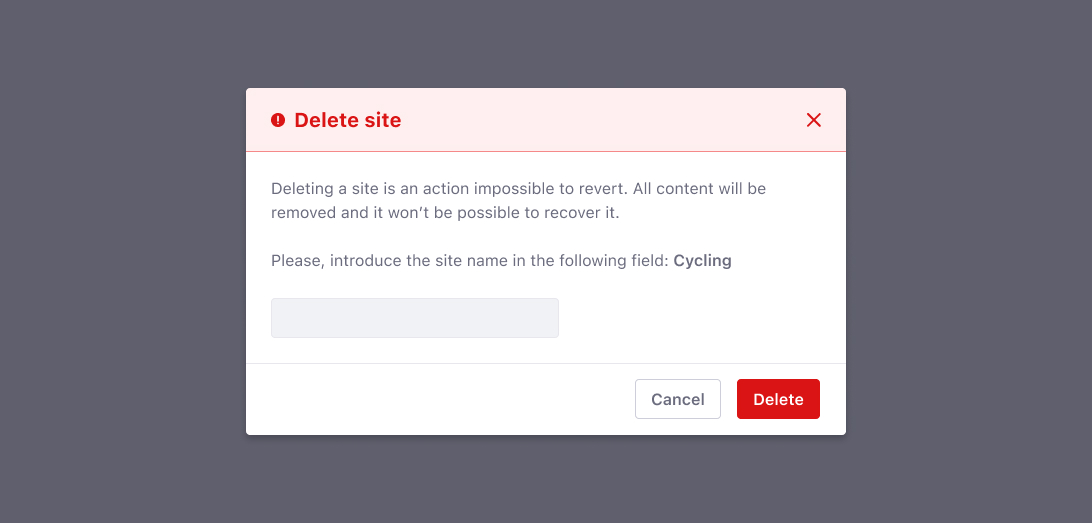 Delete site
Deleting a site is an action impossible to revert. All content will be
removed and it won’t be possible to recover it.
Please, introduce the site name in the following field: Cycling
Cancel
Delete